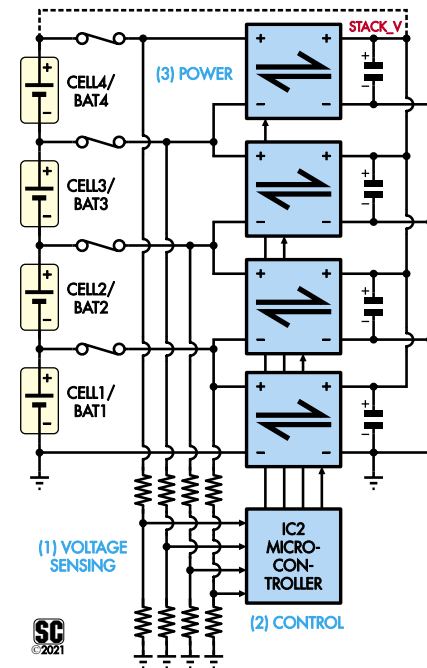 STACK_V
+ + +
+
−
− −
CELL4/
BAT4
−
(3) POWER
+ + +
+
−
− −
CELL3/
BAT3
−
+ + +
+
−
− −
CELL2/
BAT2
−
+ + +
+
−
− −
CELL1/
BAT1
−
(1) VOLTAGE
SENSING
IC2
MICRO-
CON-
TROLLER
(2) CONTROL
SC
©2021